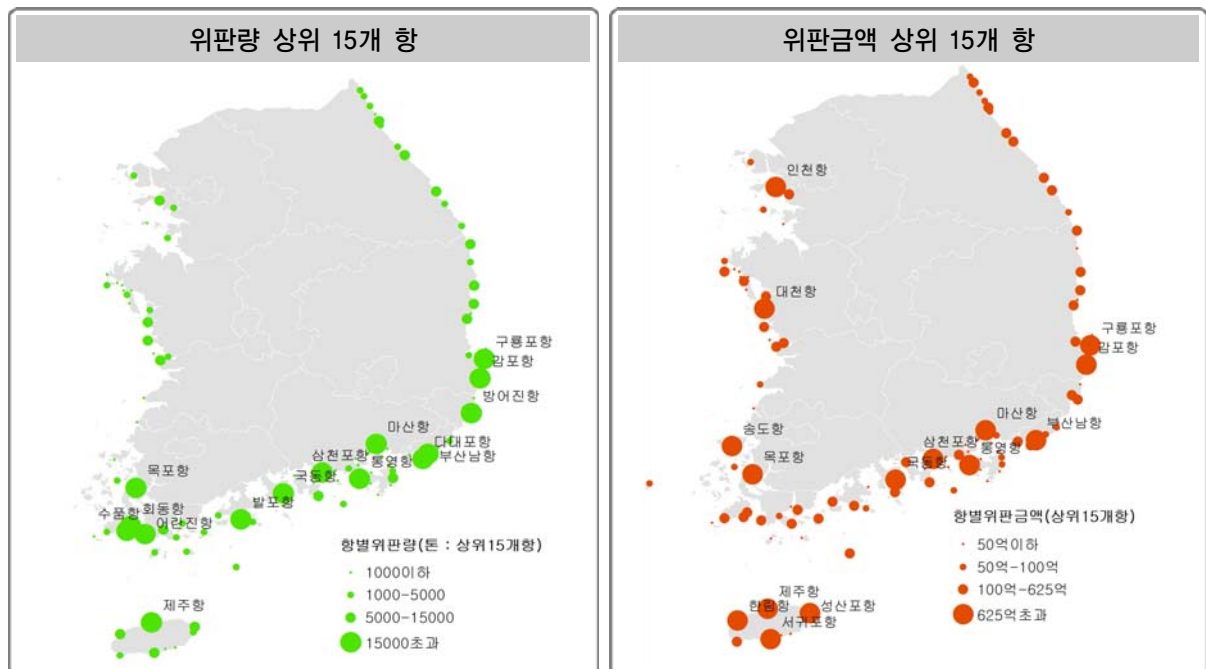 위판량 상위 15개 항
구룡포항
감포항
방어진항
마산항
다대포항
부산남항
삼천포항
통영항
국동항
목포항
발포항
회동항
수품항
어란진항
제주항
항별위판량(톤 : 상위15개항)
1000이하
1000-5000
5000-15000
15000초과
위판금액 상위 15개 항
인천항
대천항
구룡포항
감포항
마산항
부산남항
송도항
삼천포항
통영항
국동항
목포항
항별위판금액(상위15개항)
50억이하
50억-100억
100억-625억
625억초과
제주항
한림항
성산포항
서귀포항